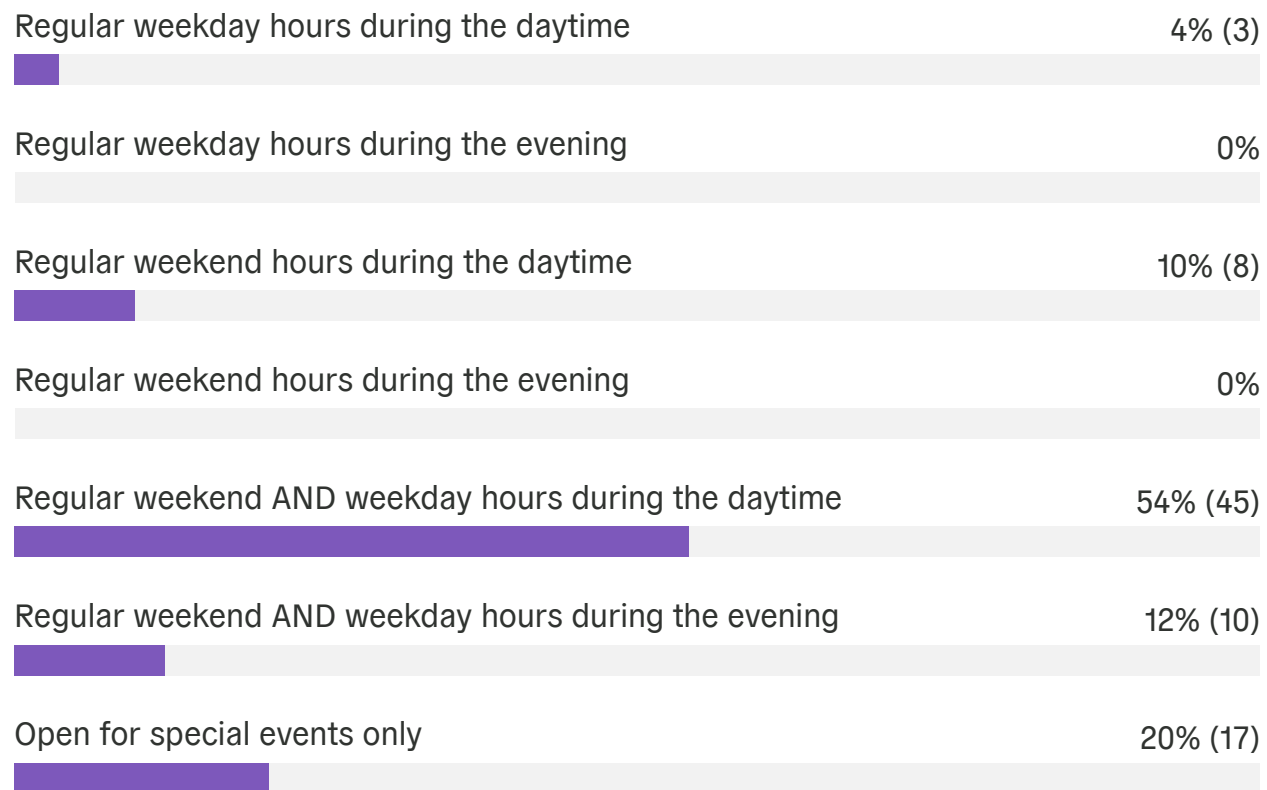 Regular weekday hours during the daytime 4% (3)
Regular weekday hours during the evening 0%
Regular weekend hours during the daytime 10% (8)
Regular weekend hours during the evening 0%
Regular weekend AND weekday hours during the daytime 54% (45)
Regular weekend AND weekday hours during the evening 12% (10)
Open for special events only 20% (17)